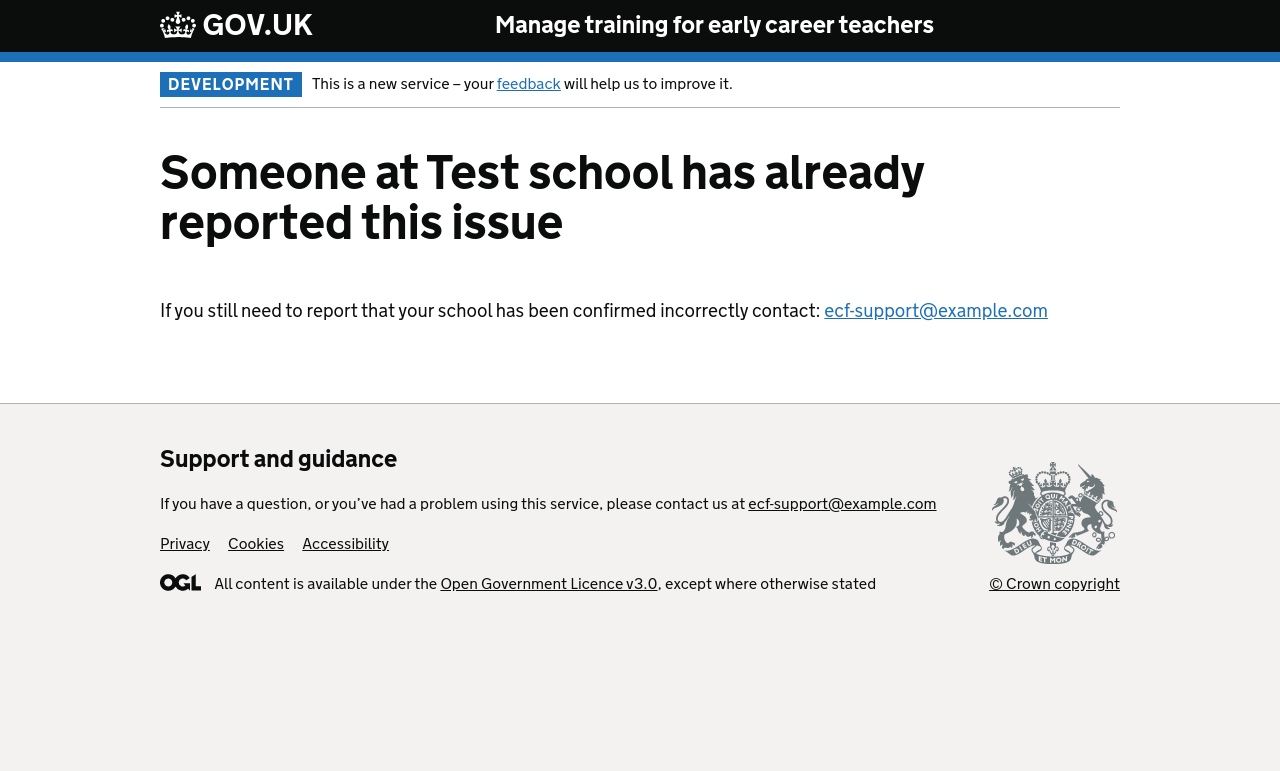 GOV.UK
Manage training for early career teachers
DEVELOPMENT This is a new service – your feedback will help us to improve it.
Someone at Test school has already
reported this issue
If you still need to report that your school has been confirmed incorrectly contact: ecf-support@example.com
Support and guidance
If you have a question, or you’ve had a problem using this service, please contact us at ecf-support@example.com
Privacy Cookies Accessibility
OGL All content is available under the Open Government Licence v3.0, except where otherwise stated
© Crown copyright